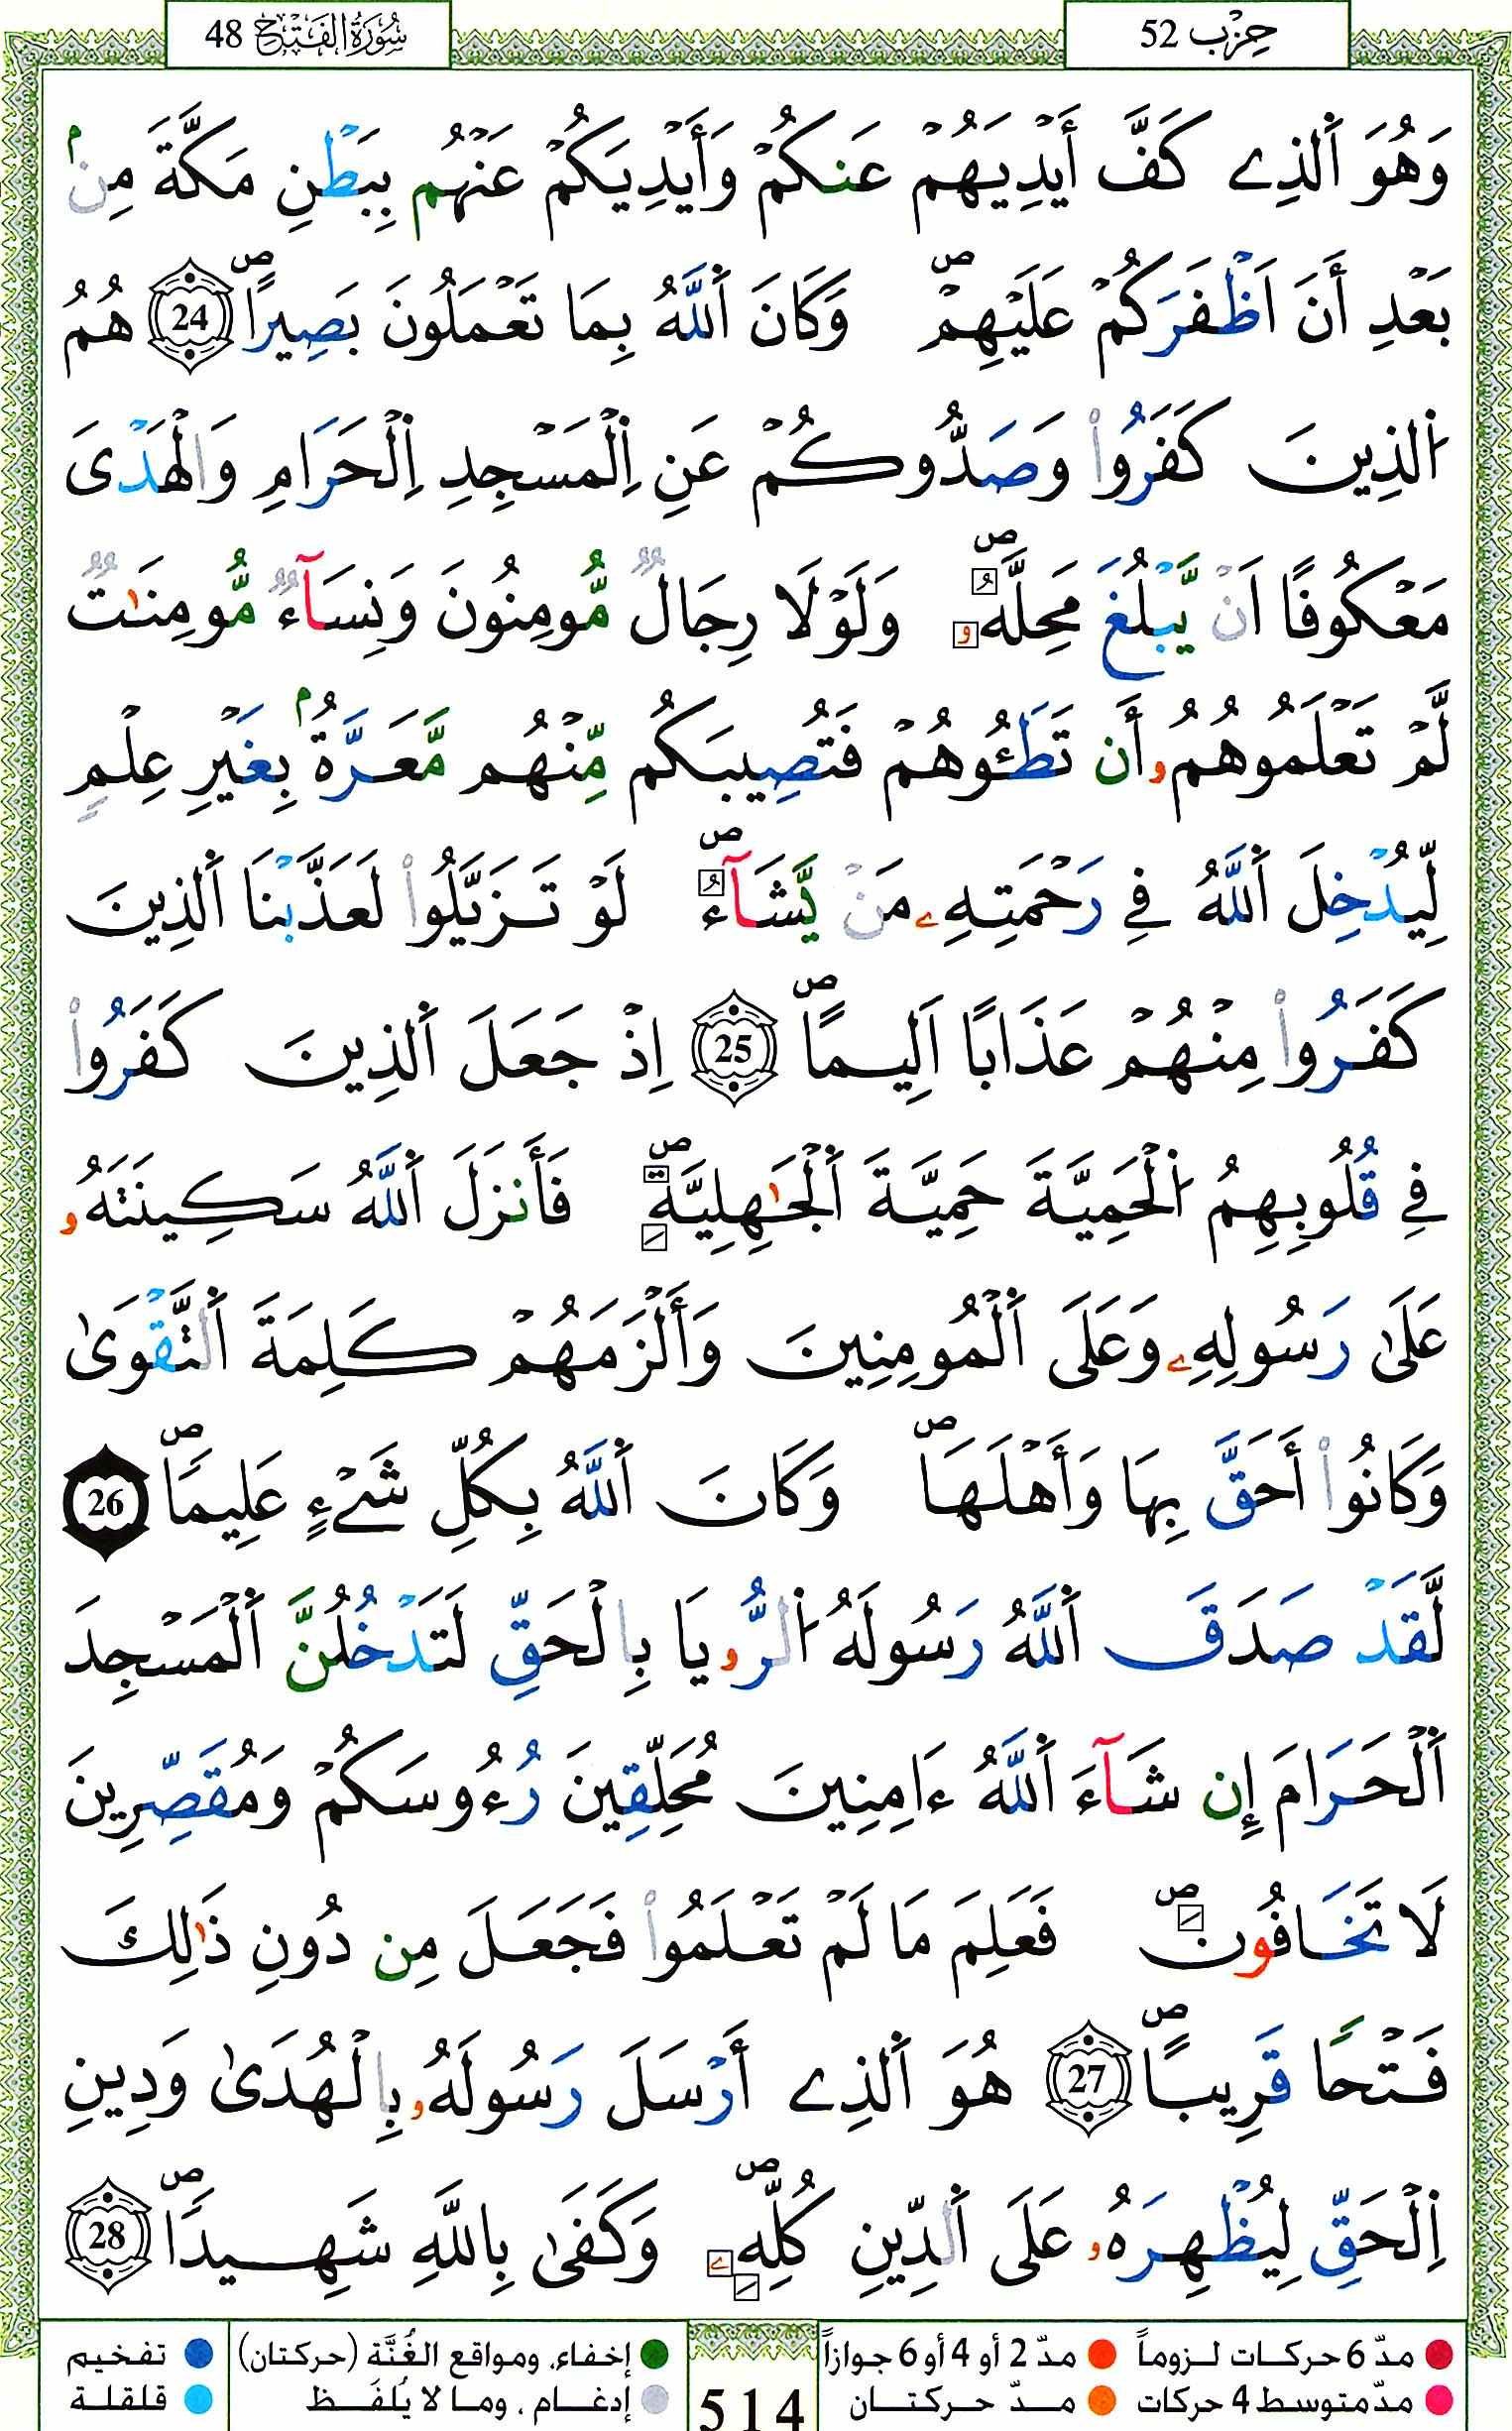 حِزْب 52
سُورَةُ الفَتْحِ 48
وَهُوَ اَ۬لذِے كَفَّ أَيْدِيَهُمْ عَنكُمْ وَأَيْدِيَكُمْ عَنْهُم بِبَطْنِ مَكَّةَ مِنۢ
بَعْدِ أَنَ اَظْفَرَكُمْ عَلَيْهِمْۖ وَكَانَ اَ۬للَّهُ بِمَا تَعْمَلُونَ بَصِيراًۖ 24 هُمُ
اُ۬لذِينَ كَفَرُواْ وَصَدُّوكُمْ عَنِ اِ۬لْمَسْجِدِ اِ۬لْحَرَامِ وَالْهَدْىَ
مَعْكُوفًا اَنْ يَّبْلُغَ مَحِلَّهُۥۖ وَلَوْلَا رِجَالٌ مُّومِنُونَ وَنِسَآءٌ مُّومِنَٰتٌ
لَّمْ تَعْلَمُوهُمُۥ أَن تَطَـُٔوهُمْ فَتُصِيبَكُم مِّنْهُم مَّعَرَّةُۢ بِغَيْرِ عِلْمٍ
لِّيُدْخِلَ اَ۬للَّهُ فِے رَحْمَتِهِۦ مَنْ يَّشَآءُۖ لَوْ تَزَيَّلُواْ لَعَذَّبْنَا اَ۬لذِينَ
كَفَرُواْ مِنْهُمْ عَذَابًا اَلِيماًۖ 25 إِذْ جَعَلَ اَ۬لذِينَ كَفَرُواْ
فِے قُلُوبِهِمُ اُ۬لْحَمِيَّةَ حَمِيَّةَ اَ۬لْجَٰهِلِيَّةِۖ فَأَنزَلَ اَ۬للَّهُ سَكِينَتَهُۥ
عَلَىٰ رَسُولِهِۦ وَعَلَى اَ۬لْمُومِنِينَ وَأَلْزَمَهُمْ كَلِمَةَ اَ۬لتَّقْوَىٰ
وَكَانُواْ أَحَقَّ بِهَا وَأَهْلَهَاۖ وَكَانَ اَ۬للَّهُ بِكُلِّ شَےْءٍ عَلِيماًۖ 26
لَّقَدْ صَدَقَ اَ۬للَّهُ رَسُولَهُ اُ۬لرُّويَا بِالْحَقِّ لَتَدْخُلُنَّ اَ۬لْمَسْجِدَ
اَ۬لْحَرَامَ إِن شَآءَ اَ۬للَّهُ ءَامِنِينَ مُحَلِّقِينَ رُءُوسَكُمْ وَمُقَصِّرِينَ
لَا تَخَافُونَۖ فَعَلِمَ مَا لَمْ تَعْلَمُواْ فَجَعَلَ مِن دُونِ ذَٰلِكَ
فَتْحاً قَرِيباًۖ 27 هُوَ اَ۬لذِے أَرْسَلَ رَسُولَهُۥ بِالْهُدَىٰ وَدِينِ
اِ۬لْحَقِّ لِيُظْهِرَهُۥ عَلَى اَ۬لدِّينِ كُلِّهِۦۖ وَكَفَىٰ بِاللَّهِ شَهِيداًۖ 28
مدّ 6 حركات لزوماً مدّ 2 أو 4 أو 6 جوازاً إخفاء، ومواقع الغُنَّة (حركتان) تفخيم
مدّ متوسط 4 حركات مدّ حركتان إدغام، وما لا يُلفَظ قلقلة
514